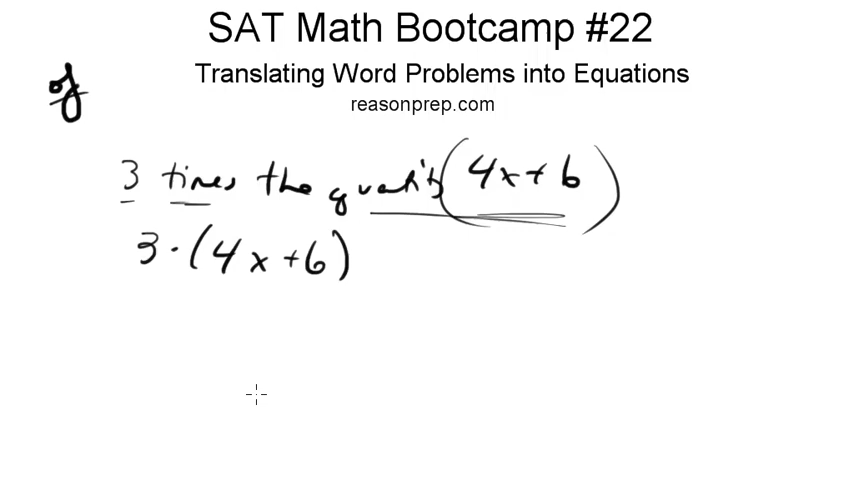 SAT Math Bootcamp #22
Translating Word Problems into Equations
reasonprep.com
of
3 times the quantity (4x+6)
3·(4x+6)